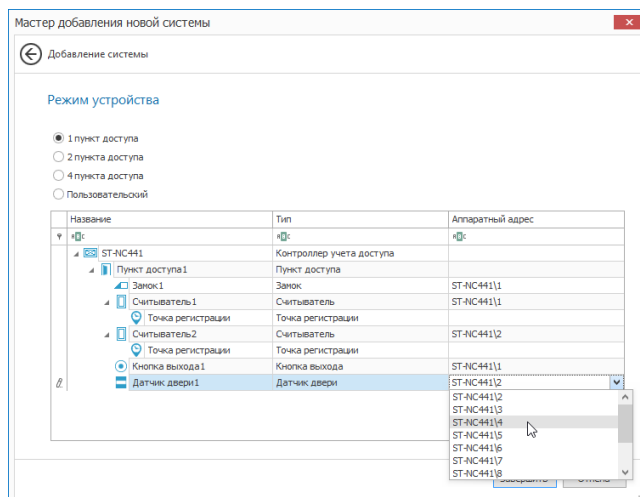 Мастер добавления новой системы
Добавление системы
Режим устройства
1 пункт доступа
2 пункта доступа
4 пункта доступа
Пользовательский
Название Тип Аппаратный адрес
ST-NC441 Контроллер учета доступа
Пункт доступа1 Пункт доступа
Замок1 Замок ST-NC441\1
Считыватель1 Считыватель ST-NC441\1
Точка регистрации Точка регистрации
Считыватель2 Считыватель ST-NC441\2
Точка регистрации Точка регистрации
Кнопка выхода1 Кнопка выхода ST-NC441\1
Датчик двери1 Датчик двери ST-NC441\2
ST-NC441\2
ST-NC441\3
ST-NC441\4
ST-NC441\5
ST-NC441\6
ST-NC441\7
ST-NC441\8